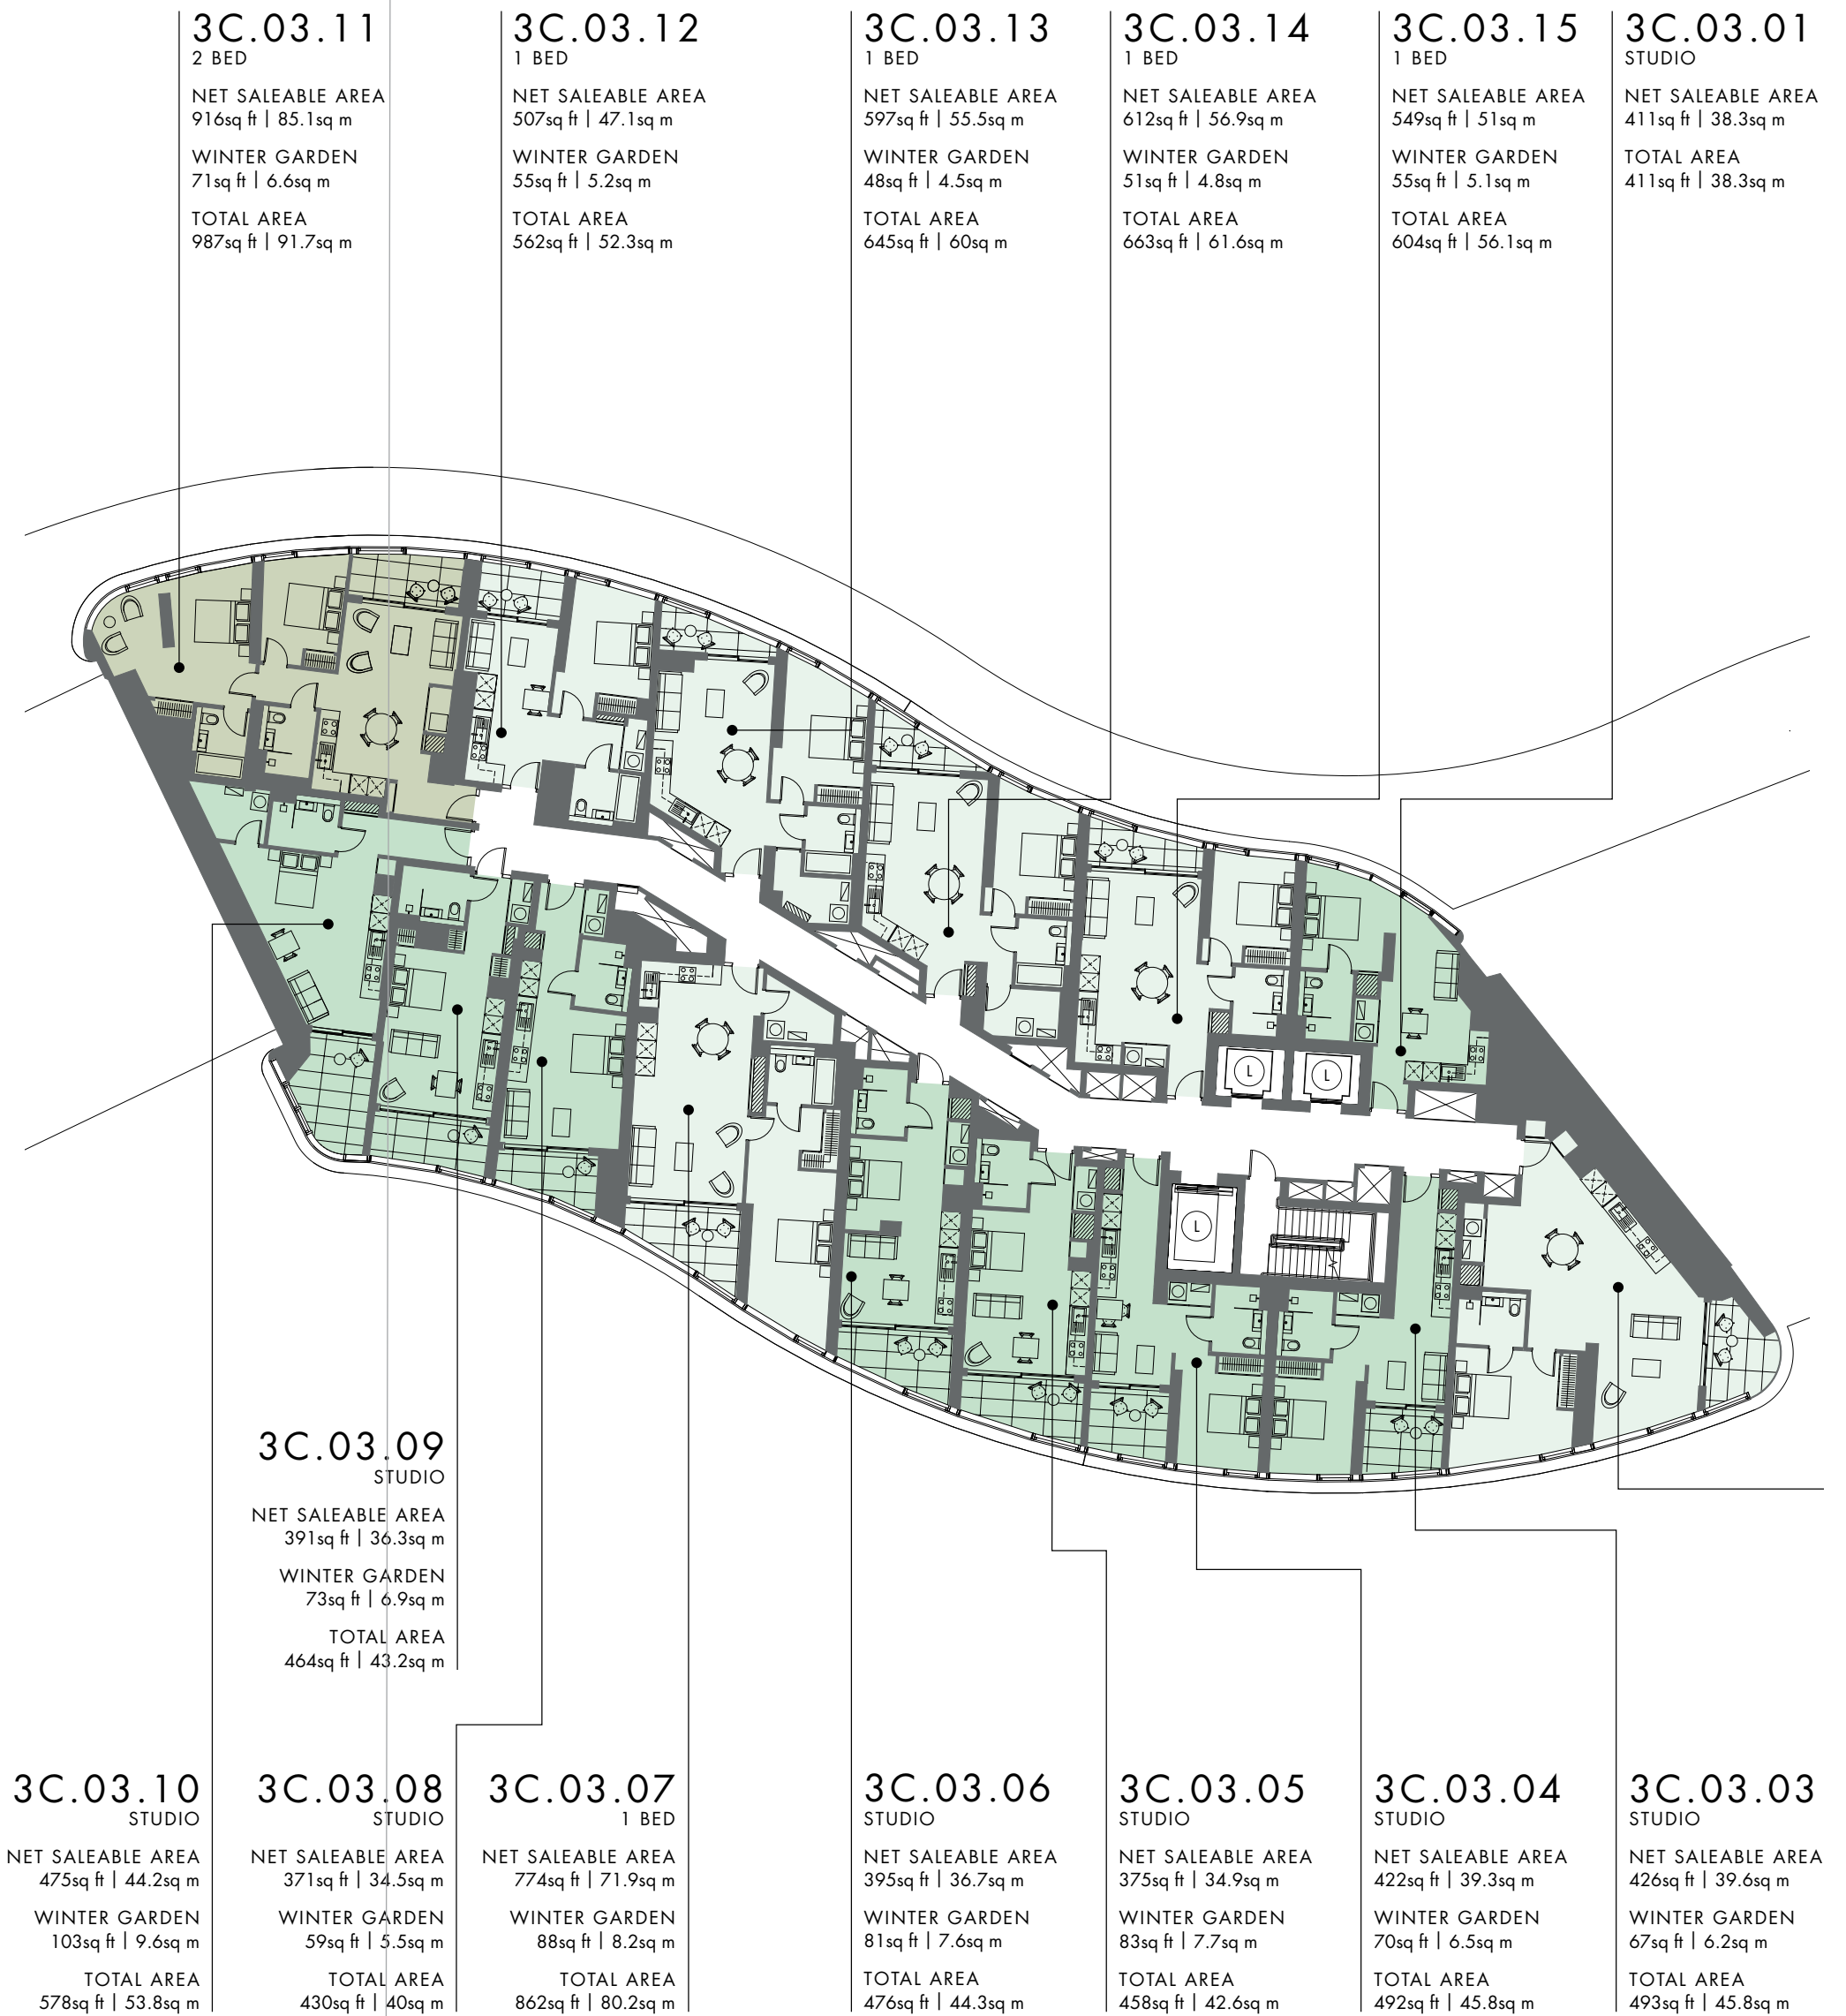 3C.03.11
2 BED
NET SALEABLE AREA
916sq ft | 85.1sq m
WINTER GARDEN
71sq ft | 6.6sq m
TOTAL AREA
987sq ft | 91.7sq m
3C.03.12
1 BED
NET SALEABLE AREA
507sq ft | 47.1sq m
WINTER GARDEN
55sq ft | 5.2sq m
TOTAL AREA
562sq ft | 52.3sq m
3C.03.13
1 BED
NET SALEABLE AREA
597sq ft | 55.5sq m
WINTER GARDEN
48sq ft | 4.5sq m
TOTAL AREA
645sq ft | 60sq m
3C.03.14
1 BED
NET SALEABLE AREA
612sq ft | 56.9sq m
WINTER GARDEN
51sq ft | 4.8sq m
TOTAL AREA
663sq ft | 61.6sq m
3C.03.15
1 BED
NET SALEABLE AREA
549sq ft | 51sq m
WINTER GARDEN
55sq ft | 5.1sq m
TOTAL AREA
604sq ft | 56.1sq m
3C.03.01
STUDIO
NET SALEABLE AREA
411sq ft | 38.3sq m
TOTAL AREA
411sq ft | 38.3sq m
L
L
L
3C.03.09
STUDIO
NET SALEABLE AREA
391sq ft | 36.3sq m
WINTER GARDEN
73sq ft | 6.9sq m
TOTAL AREA
464sq ft | 43.2sq m
3C.03.10
STUDIO
NET SALEABLE AREA
475sq ft | 44.2sq m
WINTER GARDEN
103sq ft | 9.6sq m
TOTAL AREA
578sq ft | 53.8sq m
3C.03.08
STUDIO
NET SALEABLE AREA
371sq ft | 34.5sq m
WINTER GARDEN
59sq ft | 5.5sq m
TOTAL AREA
430sq ft | 40sq m
3C.03.07
1 BED
NET SALEABLE AREA
774sq ft | 71.9sq m
WINTER GARDEN
88sq ft | 8.2sq m
TOTAL AREA
862sq ft | 80.2sq m
3C.03.06
STUDIO
NET SALEABLE AREA
395sq ft | 36.7sq m
WINTER GARDEN
81sq ft | 7.6sq m
TOTAL AREA
476sq ft | 44.3sq m
3C.03.05
STUDIO
NET SALEABLE AREA
375sq ft | 34.9sq m
WINTER GARDEN
83sq ft | 7.7sq m
TOTAL AREA
458sq ft | 42.6sq m
3C.03.04
STUDIO
NET SALEABLE AREA
422sq ft | 39.3sq m
WINTER GARDEN
70sq ft | 6.5sq m
TOTAL AREA
492sq ft | 45.8sq m
3C.03.03
STUDIO
NET SALEABLE AREA
426sq ft | 39.6sq m
WINTER GARDEN
67sq ft | 6.2sq m
TOTAL AREA
493sq ft | 45.8sq m